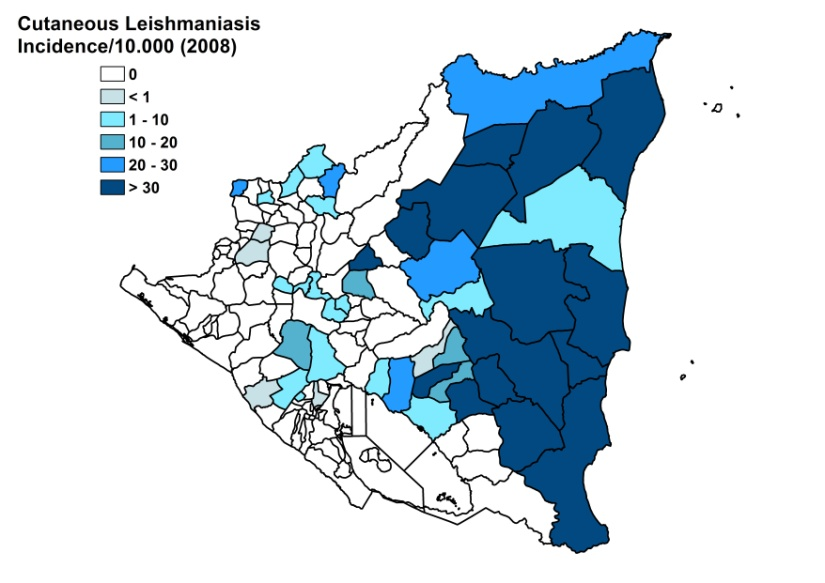 Cutaneous Leishmaniasis
Incidence/10.000 (2008)
0
< 1
1 - 10
10 - 20
20 - 30
> 30